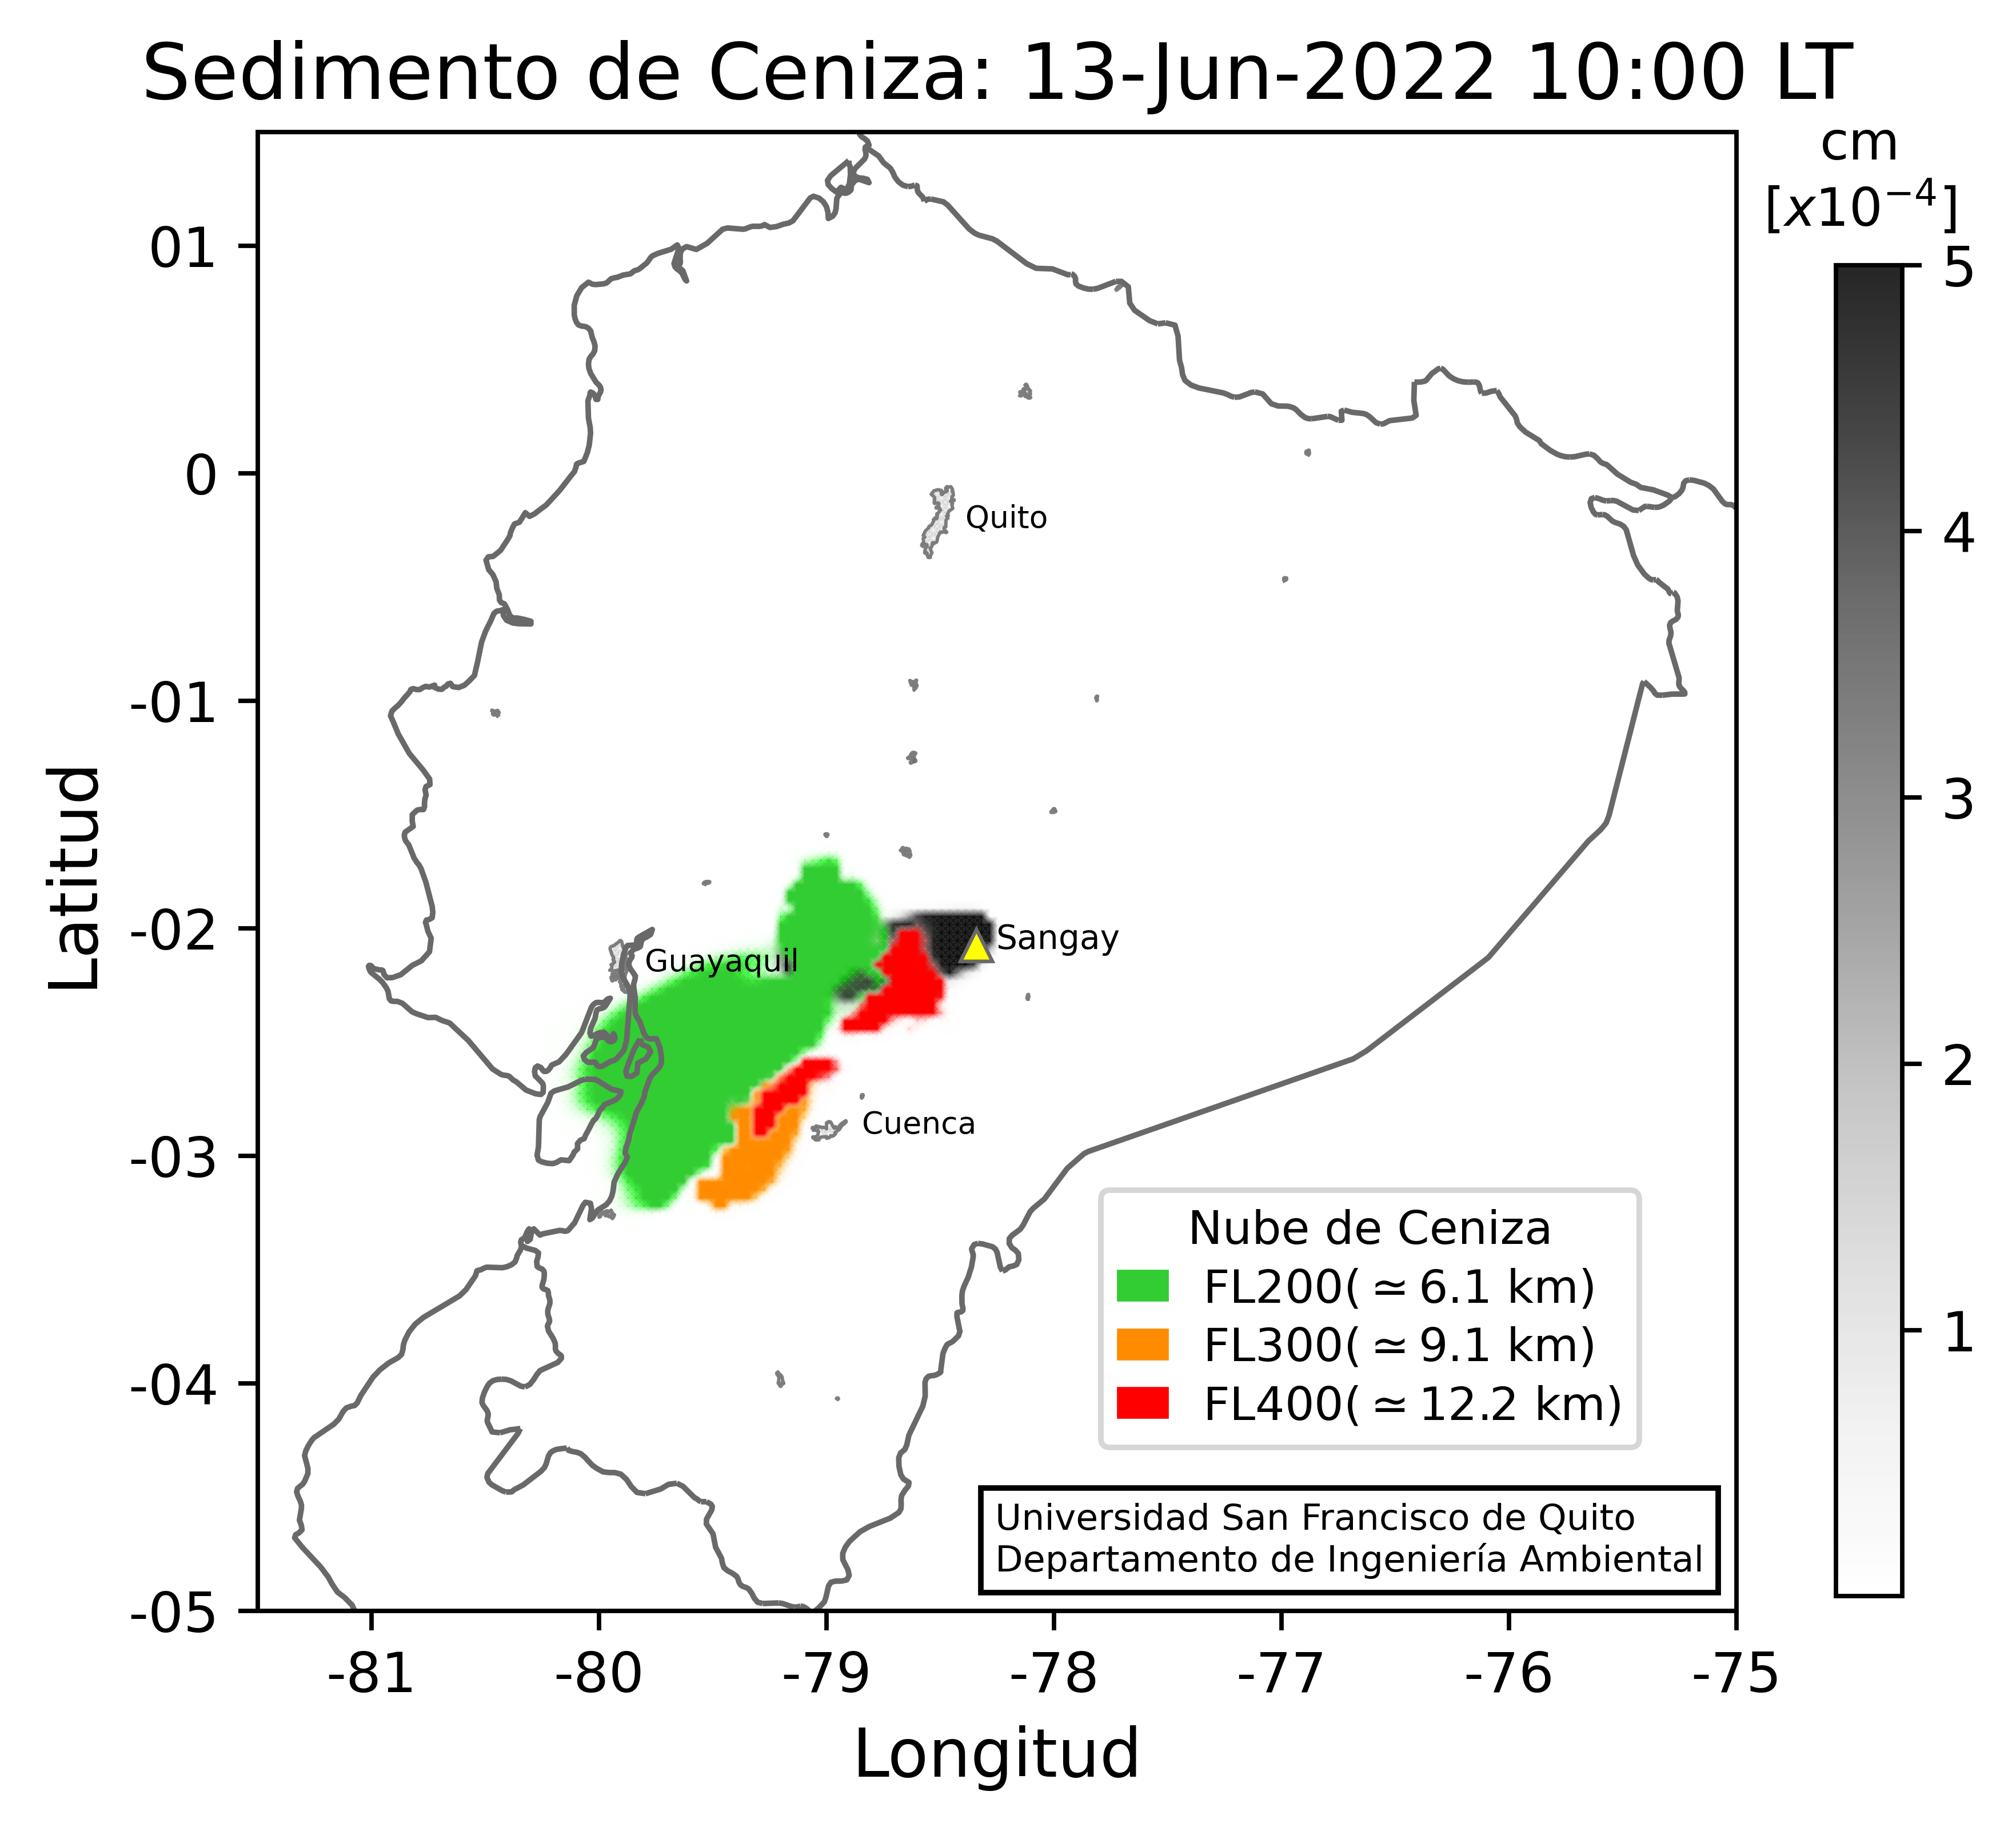 Sedimento de Ceniza: 13-Jun-2022 10:00 LT
cm
[x10⁻⁴]
5
4
3
2
1
Latitud
01
0
-01
-02
-03
-04
-05
Quito
Guayaquil
Sangay
Cuenca
Nube de Ceniza
FL200( ≃ 6.1 km)
FL300( ≃ 9.1 km)
FL400( ≃ 12.2 km)
Universidad San Francisco de Quito
Departamento de Ingeniería Ambiental
-81 -80 -79 -78 -77 -76 -75
Longitud